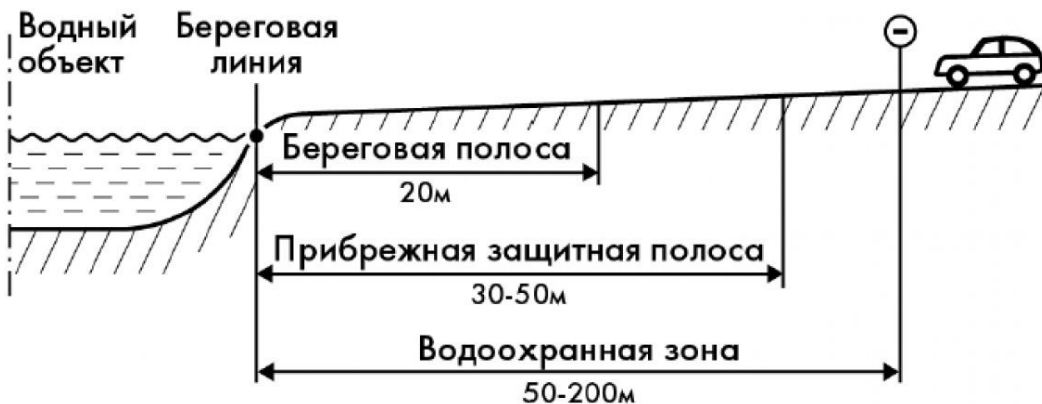 Водный
объект
Береговая
линия
Береговая полоса
20м
Прибрежная защитная полоса
30-50м
Водоохранная зона
50-200м